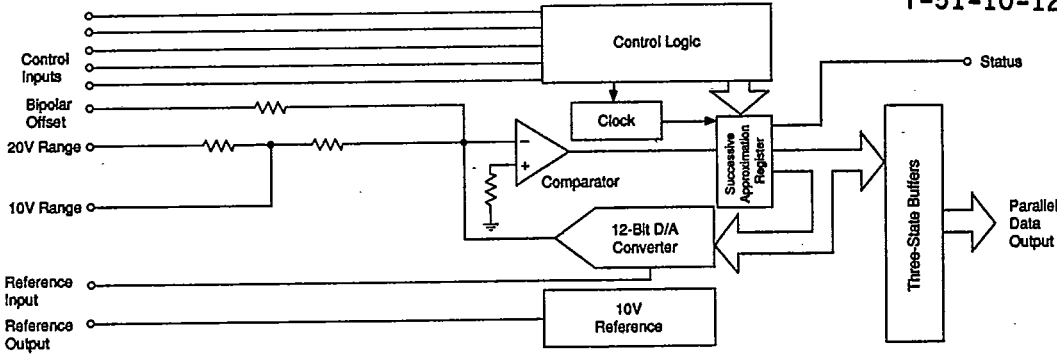 T-51-10-12
Control Logic
Control
Inputs
Status
Bipolar
Offset
Clock
20V Range
Successive
Approximation
Register
−
+
Comparator
Three-State Buffers
10V Range
12-Bit D/A
Converter
Parallel
Data
Output
Reference
Input
10V
Reference
Reference
Output